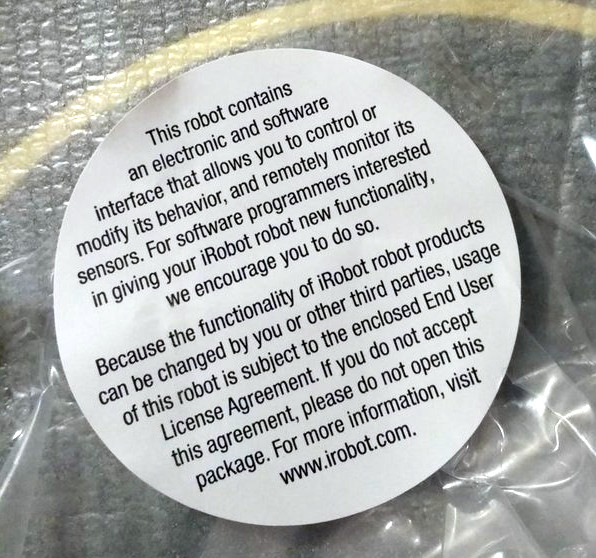 This robot contains
an electronic and software
interface that allows you to control or
modify its behavior, and remotely monitor its
sensors. For software programmers interested
in giving your iRobot robot new functionality,
we encourage you to do so.
Because the functionality of iRobot robot products
can be changed by you or other third parties, usage
of this robot is subject to the enclosed End User
License Agreement. If you do not accept
this agreement, please do not open this
package. For more information, visit
www.irobot.com.